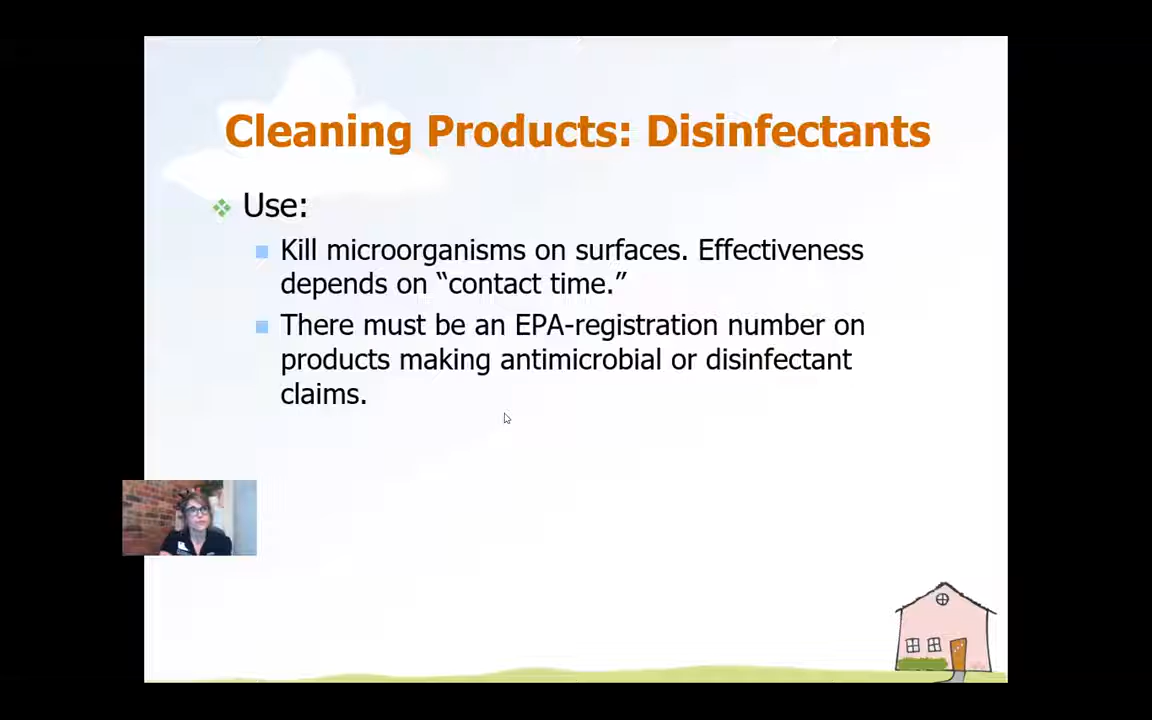 Cleaning Products: Disinfectants
Use:
Kill microorganisms on surfaces. Effectiveness
depends on “contact time.”
There must be an EPA-registration number on
products making antimicrobial or disinfectant
claims.